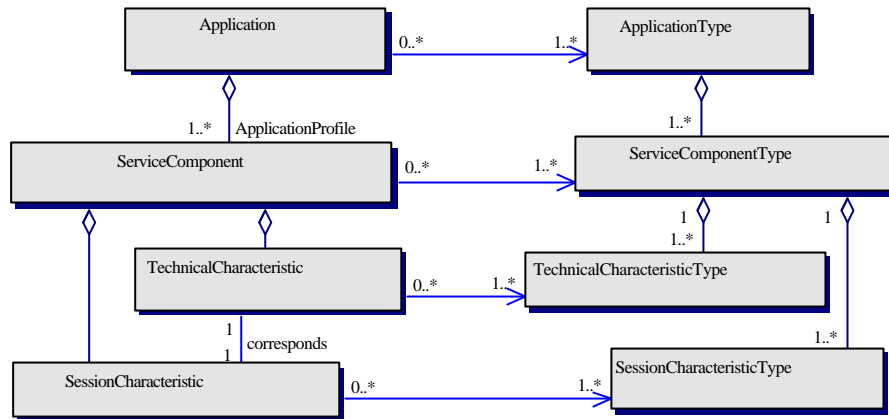 Application
ApplicationType
0..*
1..*
1..*
ApplicationProfile
1..*
ServiceComponent
ServiceComponentType
0..*
1..*
1
1
1..*
TechnicalCharacteristic
TechnicalCharacteristicType
0..*
1..*
1
corresponds
1
1..*
SessionCharacteristic
SessionCharacteristicType
0..*
1..*